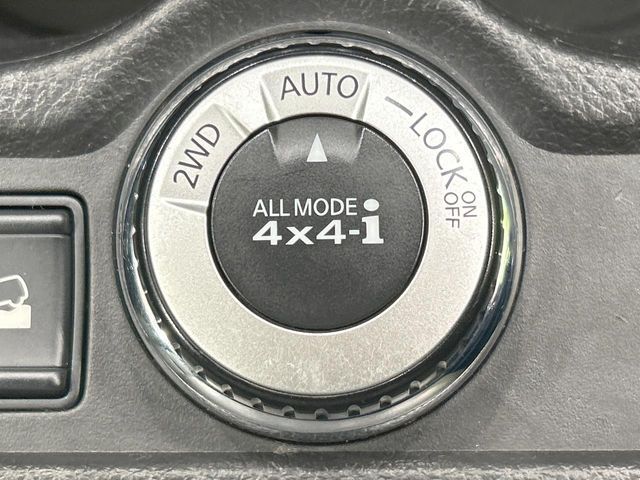 2WD
AUTO
LOCK
ON
OFF
ALL MODE
4x4-i